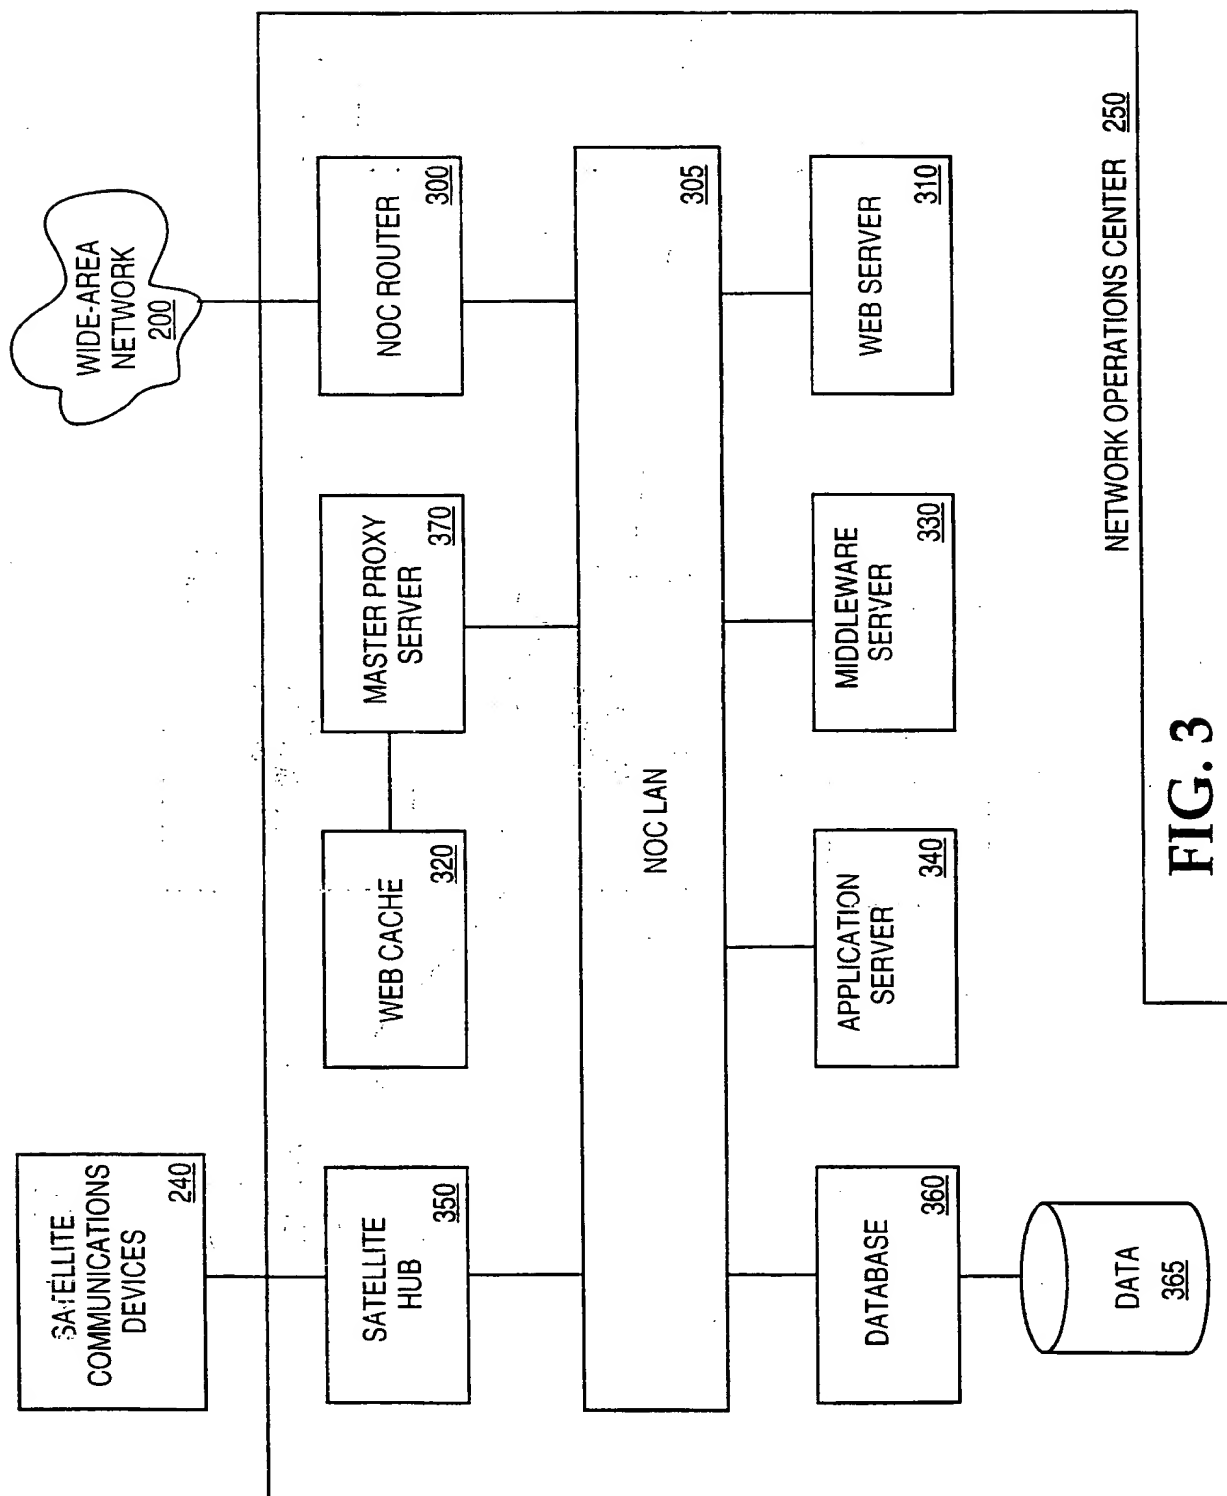 SATELLITE
COMMUNICATIONS
DEVICES
240
WIDE-AREA
NETWORK
200
SATELLITE
HUB
350
WEB CACHE
320
MASTER PROXY
SERVER
370
NOC ROUTER
300
NOC LAN
305
DATABASE
360
APPLICATION
SERVER
340
MIDDLEWARE
SERVER
330
WEB SERVER
310
DATA
365
NETWORK OPERATIONS CENTER 250
FIG. 3